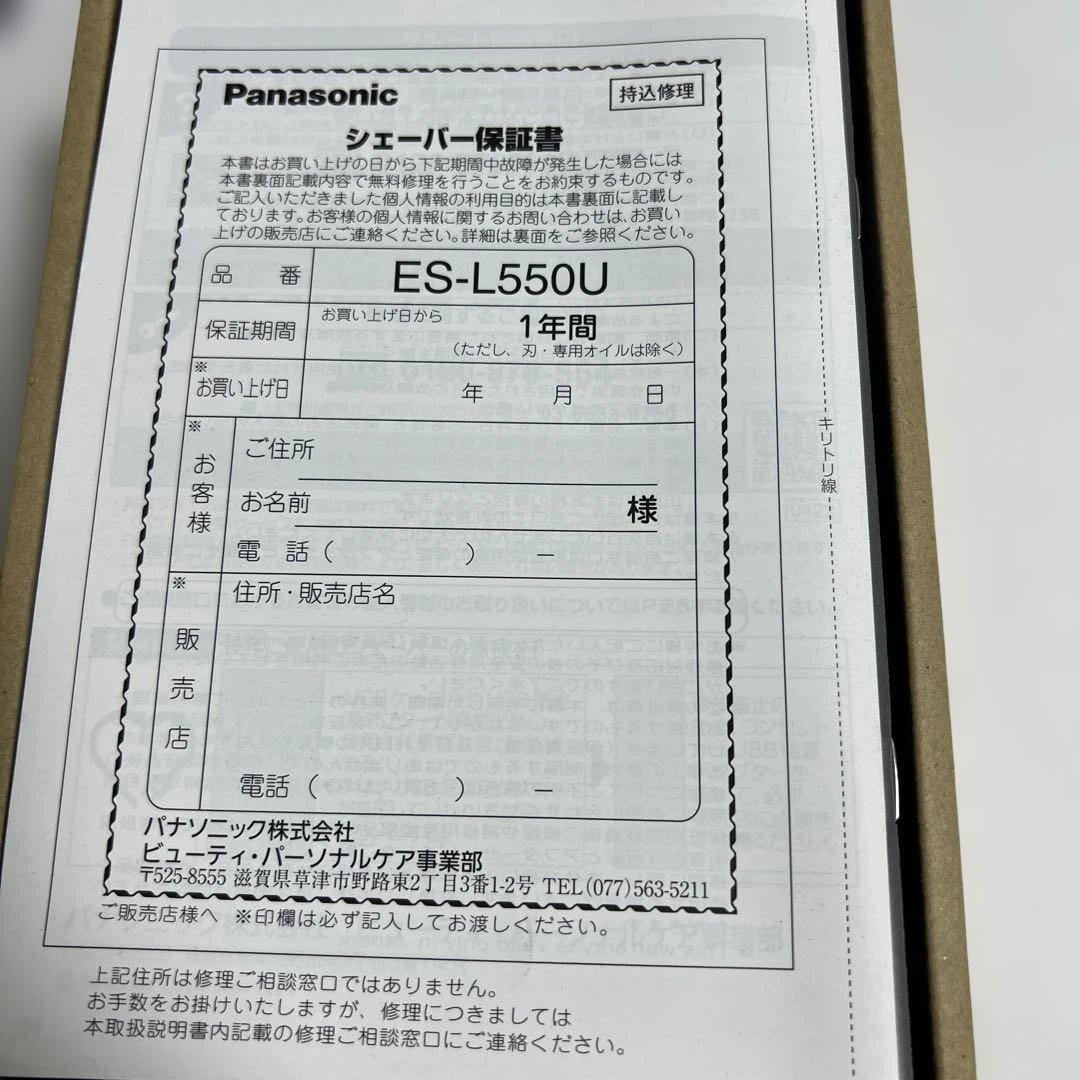 Panasonic
持込修理
シェーバー保証書
本書はお買い上げの日から下記期間中故障が発生した場合には
本書裏面記載内容で無料修理を行うことをお約束するものです。
ご記入いただきました個人情報の利用目的は本書裏面に記載し
ております。お客様の個人情報に関するお問い合わせは、お買い
上げの販売店にご連絡ください。詳細は裏面をご参照ください。
品 番 ES-L550U
保証期間 お買い上げ日から 1年間
(ただし、刃・専用オイルは除く)
※
お買い上げ日 年 月 日
※
お客様
ご住所
お名前 様
電 話( ) ー
※
販売店
住所・販売店名
電話 ( ) ー
パナソニック株式会社
ビューティ・パーソナルケア事業部
〒525-8555 滋賀県草津市野路東2丁目3番1-2号 TEL(077)563-5211
ご販売店様へ ※印欄は必ず記入してお渡しください。
上記住所は修理ご相談窓口ではありません。
お手数をお掛けいたしますが、修理につきましては
本取扱説明書内記載の修理ご相談窓口にご連絡ください。
キリトリ線